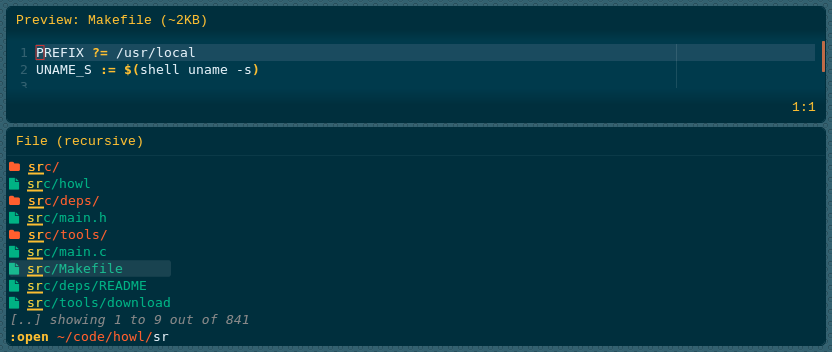 Preview: Makefile (~2KB)
1 PREFIX ?= /usr/local
2 UNAME_S := $(shell uname -s)
3
1:1
File (recursive)
src/
src/howl
src/deps/
src/main.h
src/tools/
src/main.c
src/Makefile
src/deps/README
src/tools/download
[..] showing 1 to 9 out of 841
:open ~/code/howl/sr